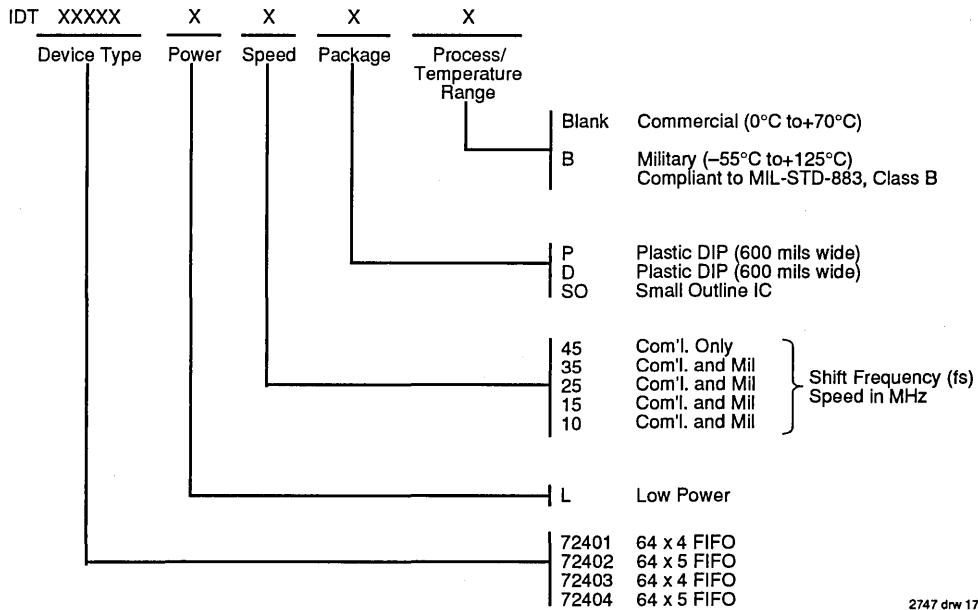 IDT XXXXX X X X X
Device Type Power Speed Package Process/
Temperature
Range
Blank Commercial (0°C to+70°C)
B Military (–55°C to+125°C)
Compliant to MIL-STD-883, Class B
P Plastic DIP (600 mils wide)
D Plastic DIP (600 mils wide)
SO Small Outline IC
45 Com'l. Only
35 Com'l. and Mil
25 Com'l. and Mil
15 Com'l. and Mil
10 Com'l. and Mil
Shift Frequency (fs)
Speed in MHz
L Low Power
72401 64 x 4 FIFO
72402 64 x 5 FIFO
72403 64 x 4 FIFO
72404 64 x 5 FIFO
2747 drw 17